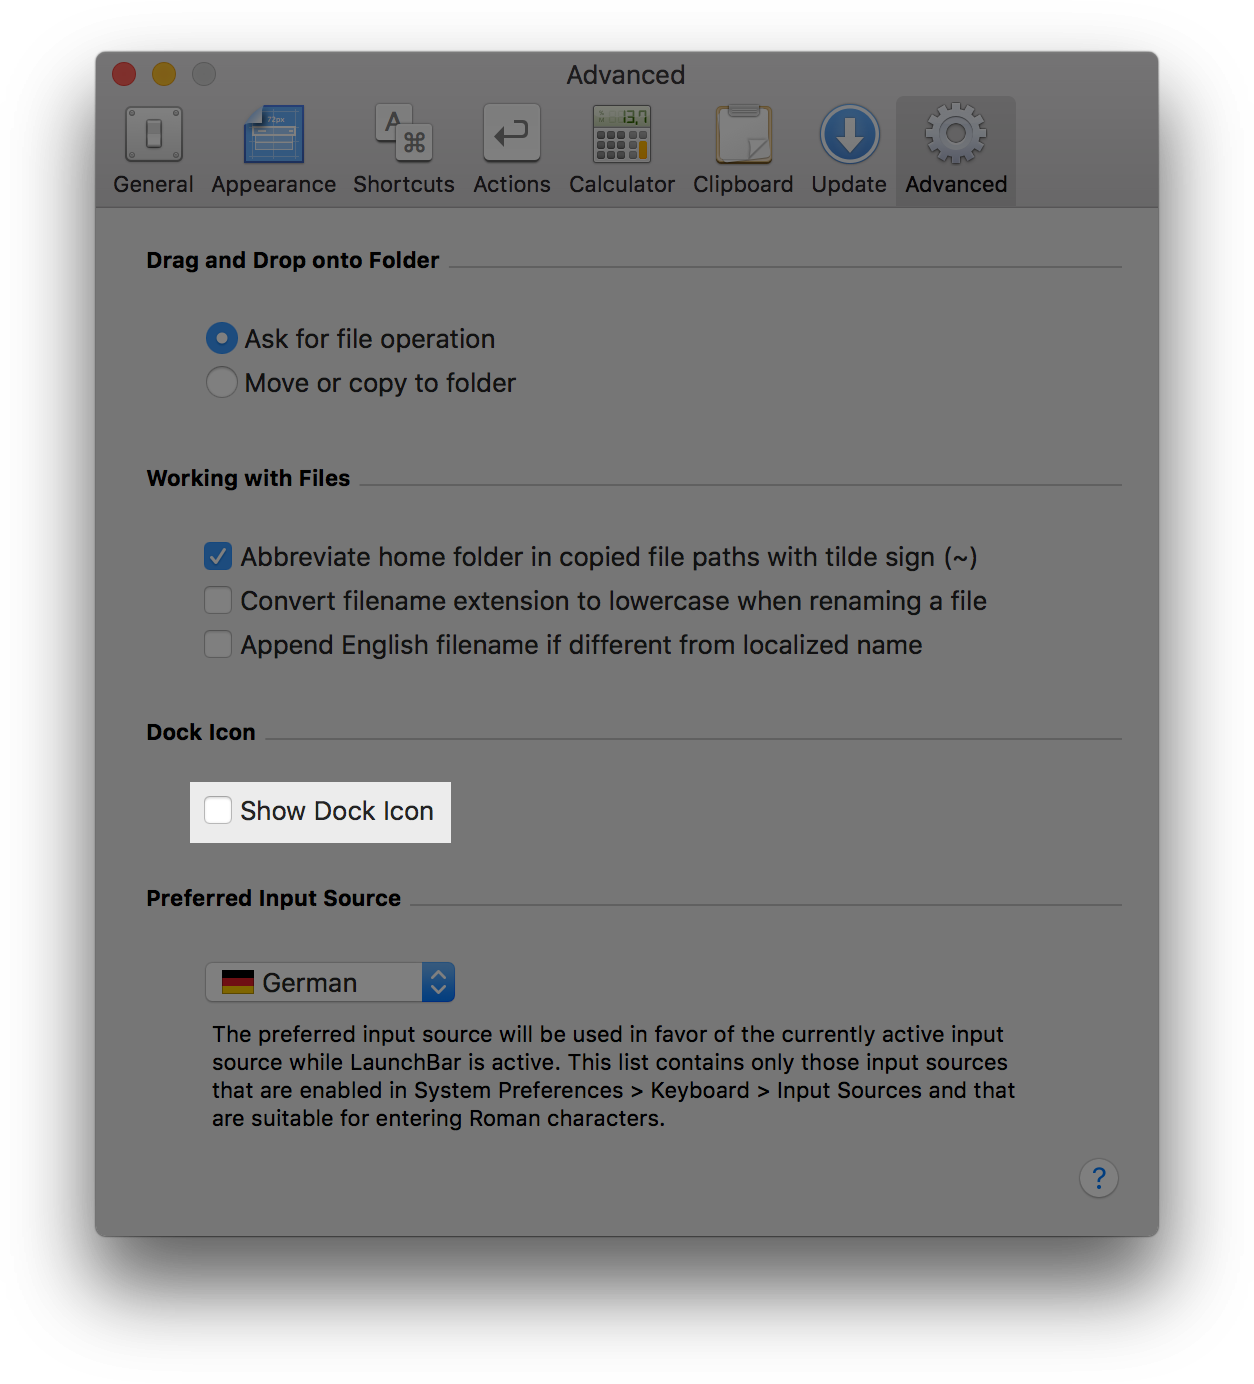 Advanced
72px
A
⌘
13,7
General Appearance Shortcuts Actions Calculator Clipboard Update Advanced
Drag and Drop onto Folder
Ask for file operation
Move or copy to folder
Working with Files
Abbreviate home folder in copied file paths with tilde sign (~)
Convert filename extension to lowercase when renaming a file
Append English filename if different from localized name
Dock Icon
Show Dock Icon
Preferred Input Source
German
The preferred input source will be used in favor of the currently active input
source while LaunchBar is active. This list contains only those input sources
that are enabled in System Preferences > Keyboard > Input Sources and that
are suitable for entering Roman characters.
?